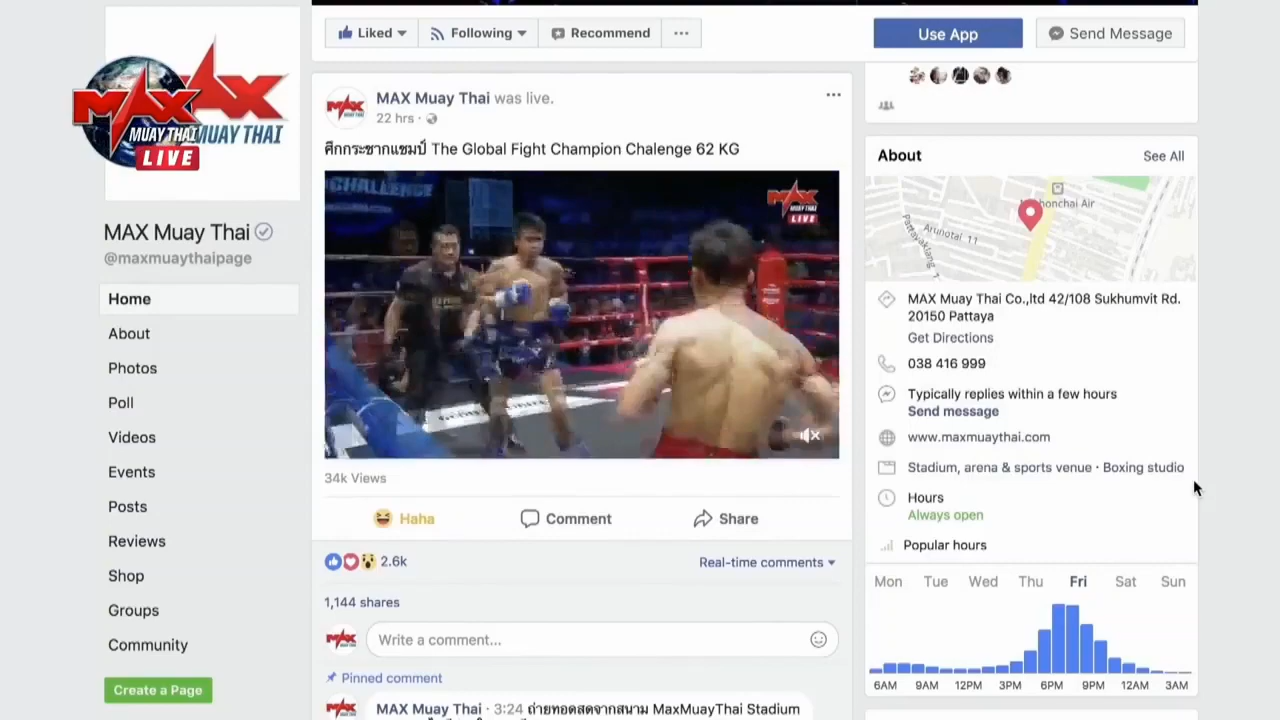 MAX
MUAY THAI
LIVE
MAX
MUAY THAI
MAX Muay Thai
@maxmuaythaipage
Home
About
Photos
Poll
Videos
Events
Posts
Reviews
Shop
Groups
Community
Create a Page
Liked
Following
Recommend
Use App
Send Message
MAX Muay Thai was live.
22 hrs ·
ศึกกระชากแชมป์ The Global Fight Champion Chalenge 62 KG
CHALLENGE
MAX
MUAY THAI
LIVE
34k Views
Haha
Comment
Share
2.6k
Real-time comments
1,144 shares
Write a comment...
Pinned comment
MAX Muay Thai · 3:24 ถ่ายทอดสดจากสนาม MaxMuayThai Stadium
About
See All
Arunotai 11
Pattayaklang
MAX Muay Thai Co.,ltd 42/108 Sukhumvit Rd.
20150 Pattaya
Get Directions
038 416 999
Typically replies within a few hours
Send message
www.maxmuaythai.com
Stadium, arena & sports venue · Boxing studio
Hours
Always open
Popular hours
Mon Tue Wed Thu Fri Sat Sun
6AM 9AM 12PM 3PM 6PM 9PM 12AM 3AM